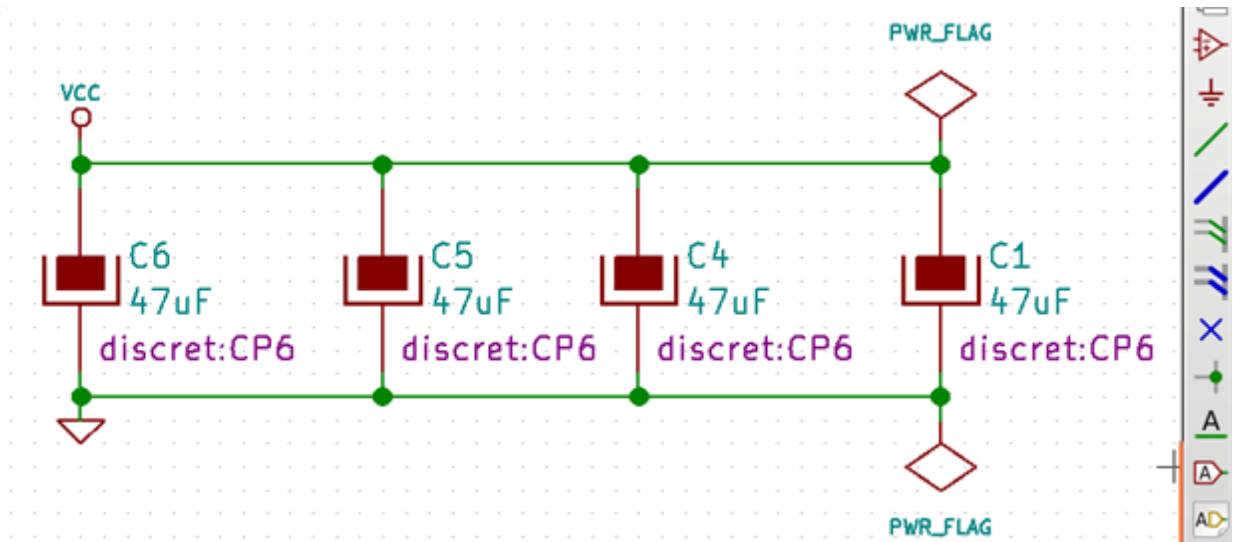 PWR_FLAG
VCC
C6
47uF
discret:CP6
C5
47uF
discret:CP6
C4
47uF
discret:CP6
C1
47uF
discret:CP6
PWR_FLAG
A
A
AD